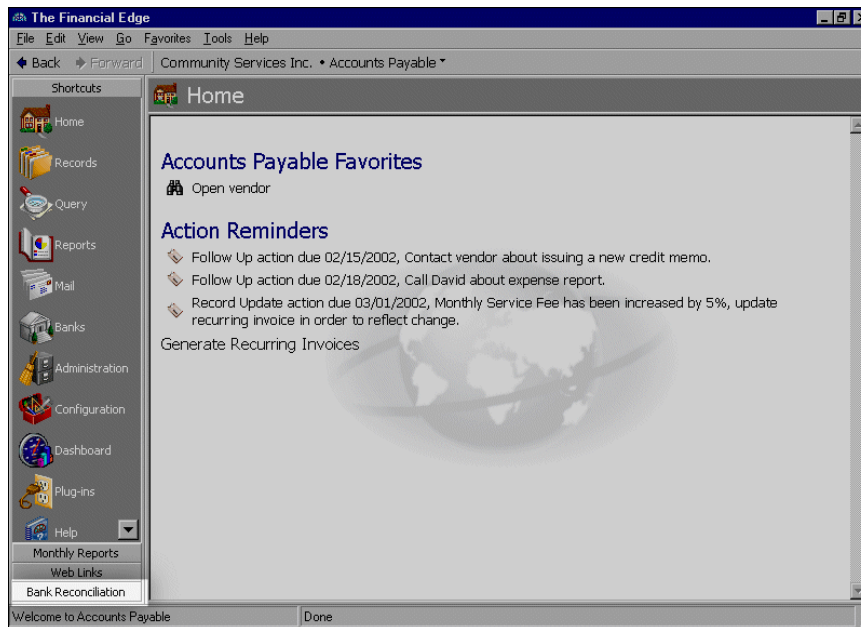 The Financial Edge
File Edit View Go Favorites Tools Help
Back Forward Community Services Inc. • Accounts Payable
Shortcuts
Home
Home
Records
Query
Reports
Mail
Banks
Administration
Configuration
Dashboard
Plug-ins
Help
Monthly Reports
Web Links
Bank Reconciliation
Accounts Payable Favorites
Open vendor
Action Reminders
Follow Up action due 02/15/2002, Contact vendor about issuing a new credit memo.
Follow Up action due 02/18/2002, Call David about expense report.
Record Update action due 03/01/2002, Monthly Service Fee has been increased by 5%, update
recurring invoice in order to reflect change.
Generate Recurring Invoices
Welcome to Accounts Payable Done